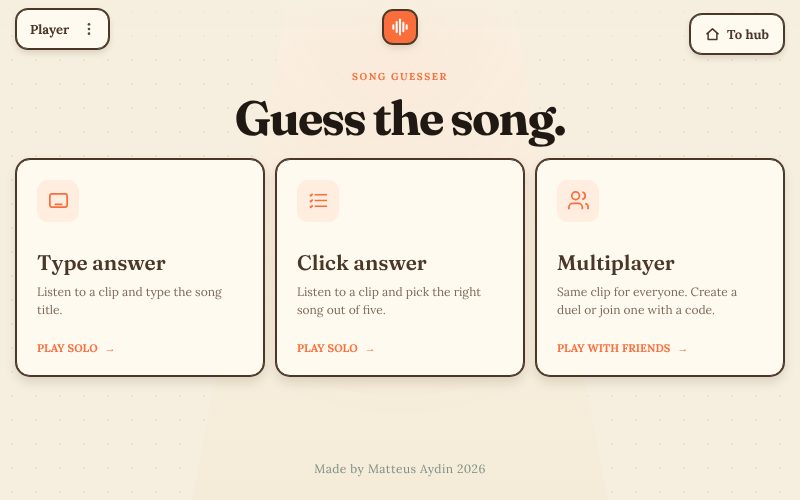 Player
To hub
SONG GUESSER
Guess the song.
Type answer
Listen to a clip and type the song
title.
PLAY SOLO →
Click answer
Listen to a clip and pick the right
song out of five.
PLAY SOLO →
Multiplayer
Same clip for everyone. Create a
duel or join one with a code.
PLAY WITH FRIENDS →
Made by Matteus Aydin 2026